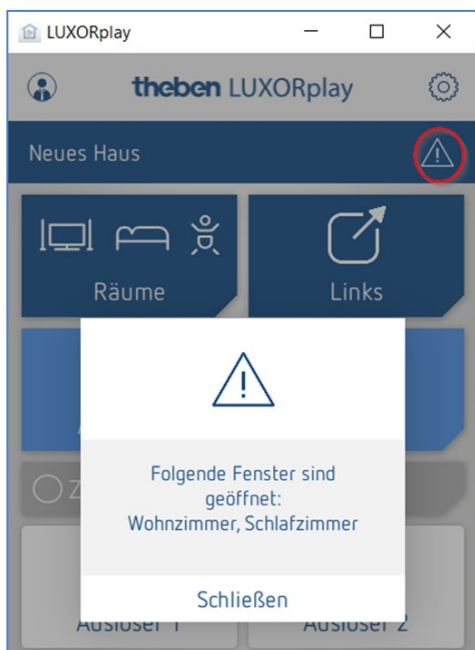 LUXORplay
theben LUXORplay
Neues Haus
Räume
Links
Folgende Fenster sind
geöffnet:
Wohnzimmer, Schlafzimmer
Schließen
Auslöser 1
Auslöser 2